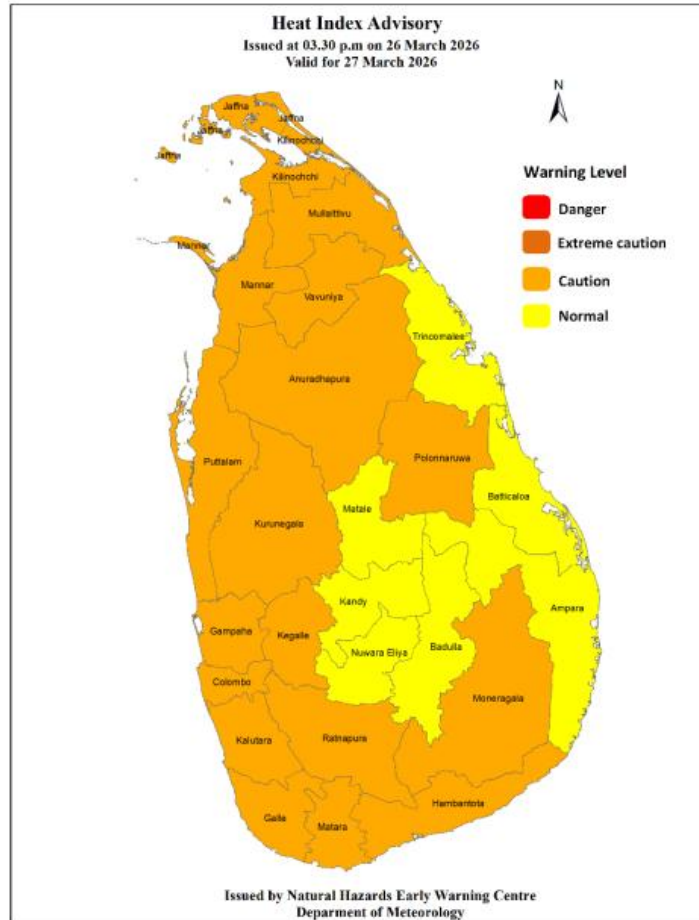 Heat Index Advisory
Issued at 03.30 p.m on 26 March 2026
Valid for 27 March 2026
N
Jaffna
Jaffna
Jaffna
Jaffna
Kilinochchi
Kilinochchi
Mullaittivu
Mannar
Mannar
Vavuniya
Trincomalee
Anuradhapura
Polonnaruwa
Puttalam
Batticaloa
Matale
Kurunegala
Kandy
Ampara
Gampaha
Kegalle
Nuwara Eliya
Badulla
Colombo
Moneragala
Kalutara
Ratnapura
Hambantota
Galle
Matara
Warning Level
Danger
Extreme caution
Caution
Normal
Issued by Natural Hazards Early Warning Centre
Deparment of Meteorology